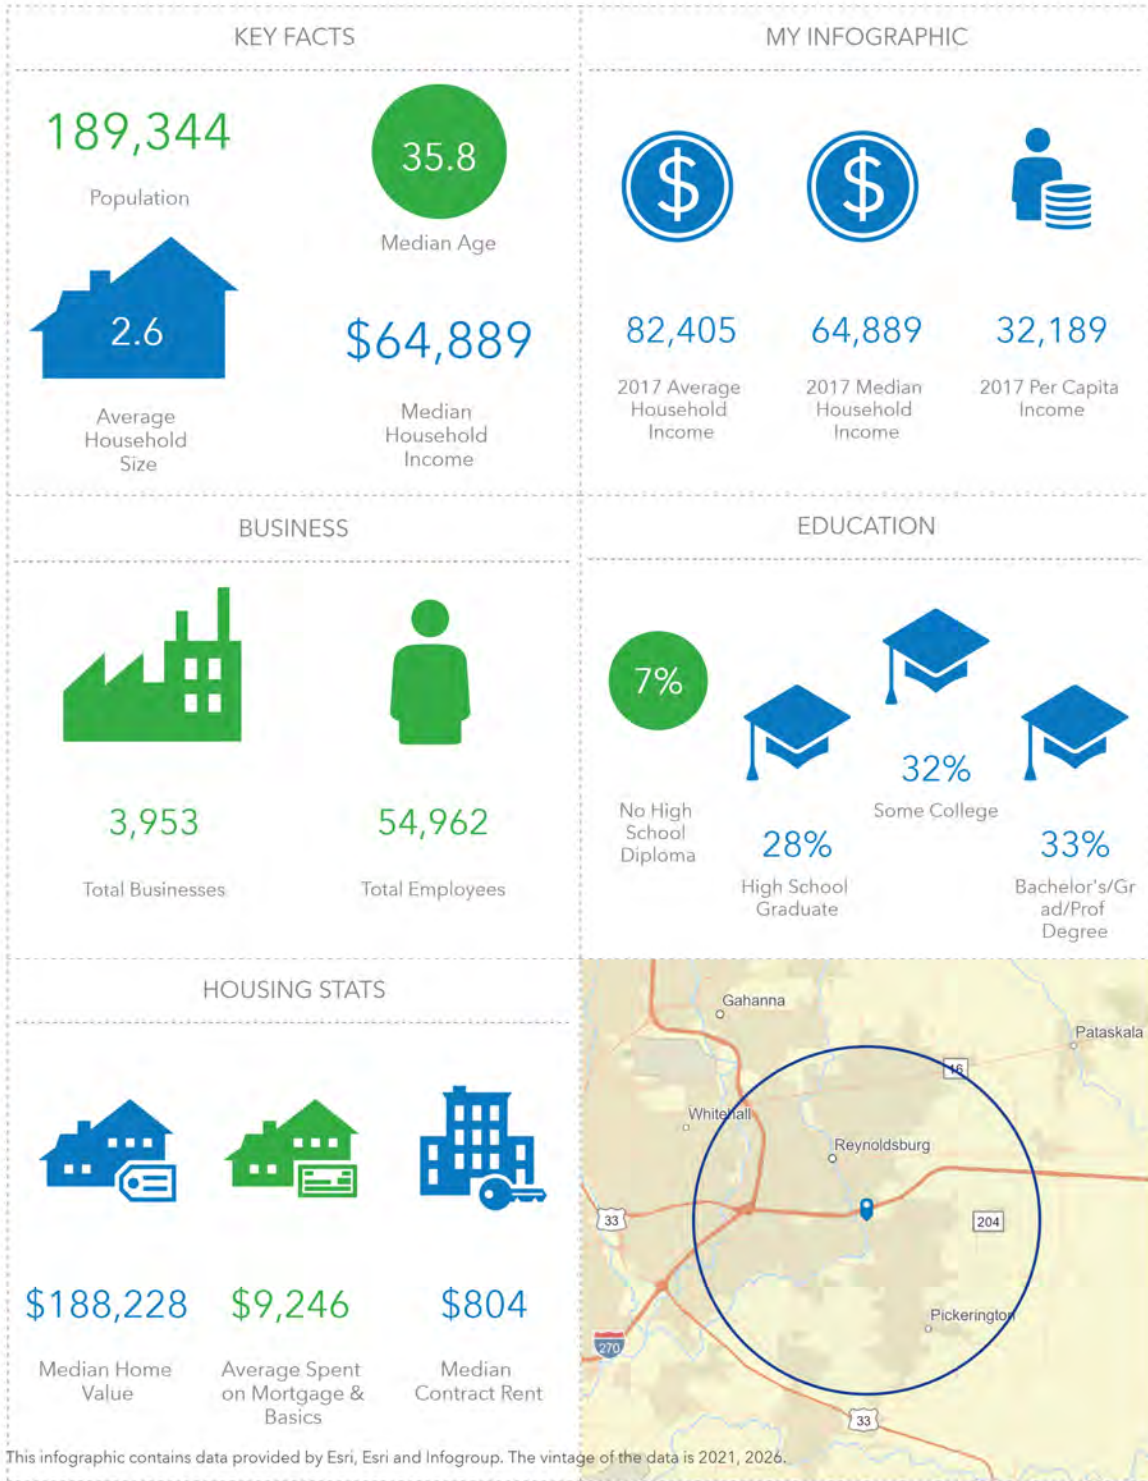 KEY FACTS
189,344
Population
35.8
Median Age
2.6
Average
Household
Size
$64,889
Median
Household
Income
MY INFOGRAPHIC
$
$
82,405
2017 Average
Household
Income
64,889
2017 Median
Household
Income
32,189
2017 Per Capita
Income
BUSINESS
3,953
Total Businesses
54,962
Total Employees
EDUCATION
7%
No High
School
Diploma
28%
High School
Graduate
32%
Some College
33%
Bachelor's/Gr
ad/Prof
Degree
HOUSING STATS
$188,228
Median Home
Value
$9,246
Average Spent
on Mortgage &
Basics
$804
Median
Contract Rent
Gahanna
Pataskala
16
Whitehall
Reynoldsburg
33
204
Pickerington
270
33
This infographic contains data provided by Esri, Esri and Infogroup. The vintage of the data is 2021, 2026.